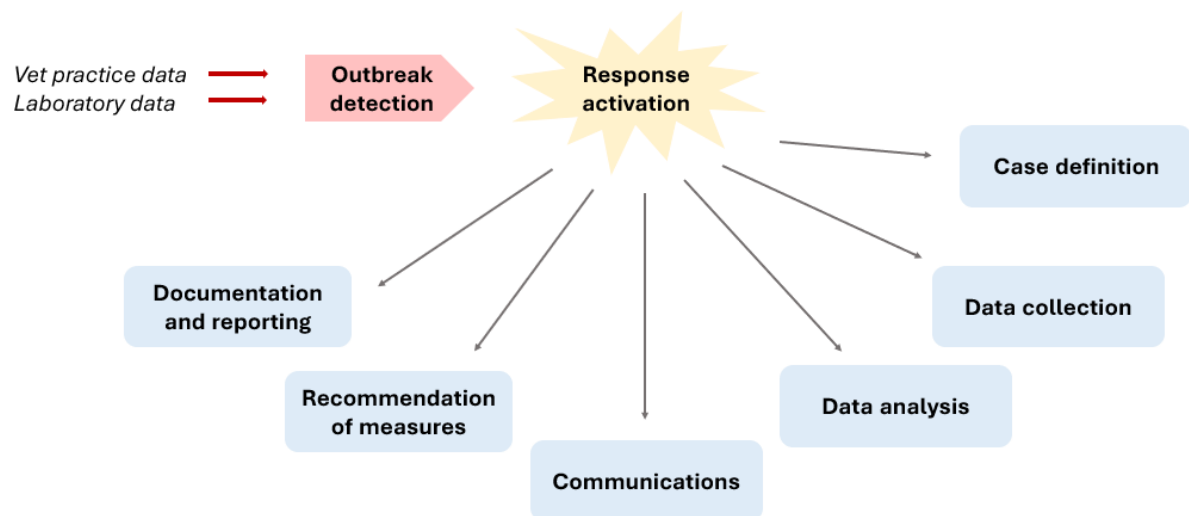 Vet practice data
Laboratory data
Outbreak
detection
Response
activation
Case definition
Data collection
Data analysis
Communications
Recommendation
of measures
Documentation
and reporting